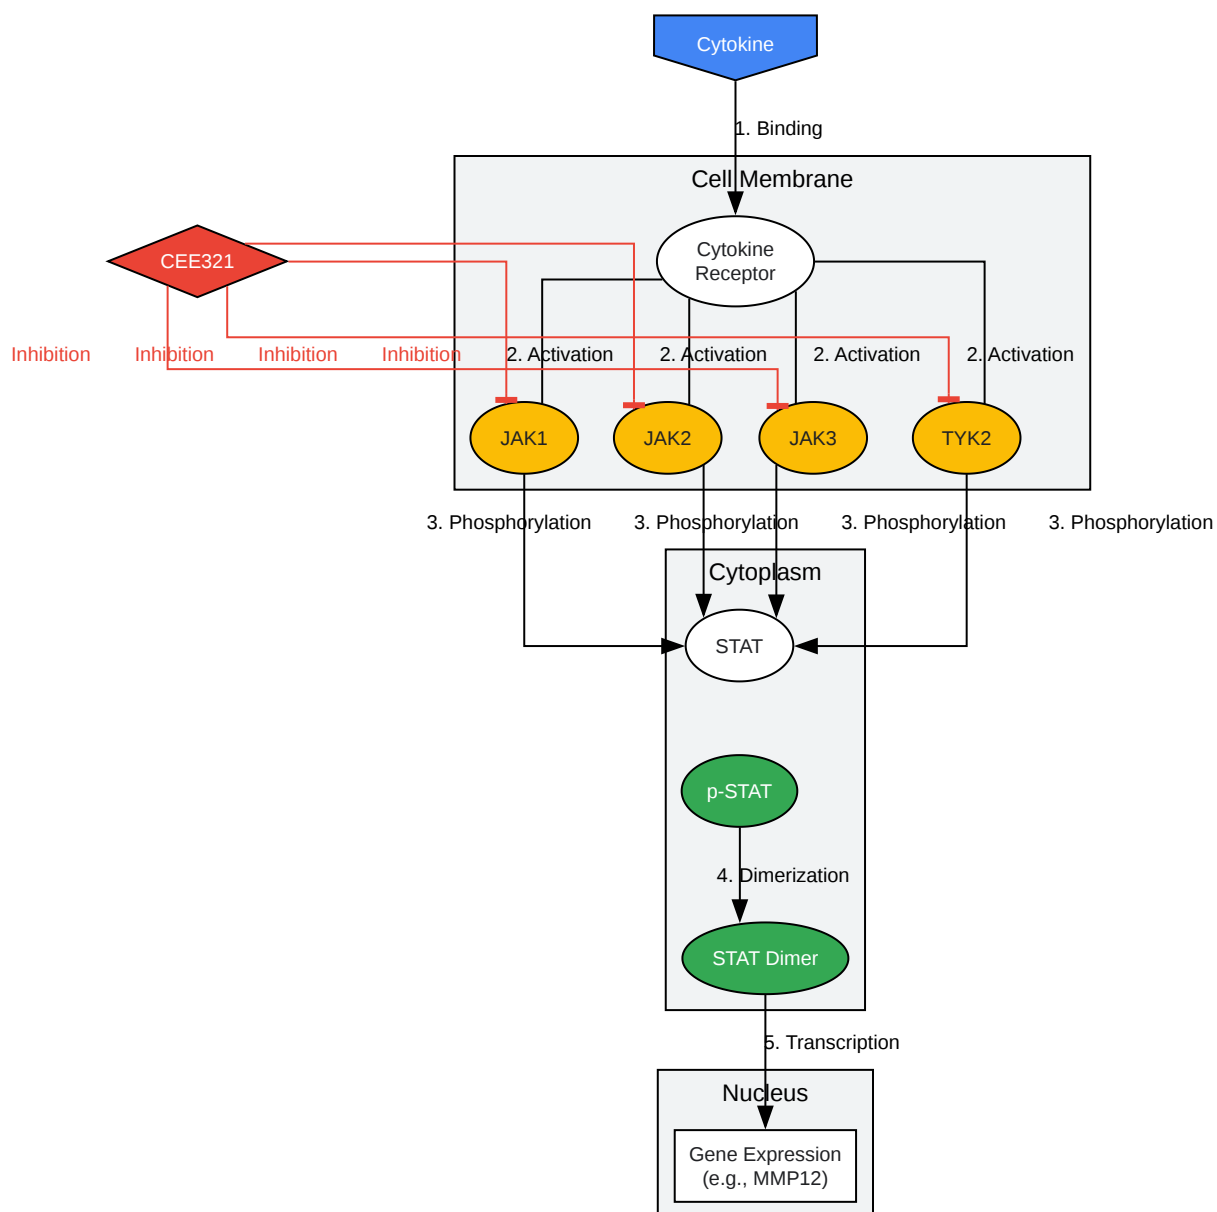 Cytokine
1. Binding
Cell Membrane
CEE321
Cytokine
Receptor
Inhibition
Inhibition
Inhibition
Inhibition
2. Activation
2. Activation
2. Activation
2. Activation
JAK1
JAK2
JAK3
TYK2
3. Phosphorylation
3. Phosphorylation
3. Phosphorylation
3. Phosphorylation
Cytoplasm
STAT
p-STAT
4. Dimerization
STAT Dimer
5. Transcription
Nucleus
Gene Expression
(e.g., MMP12)